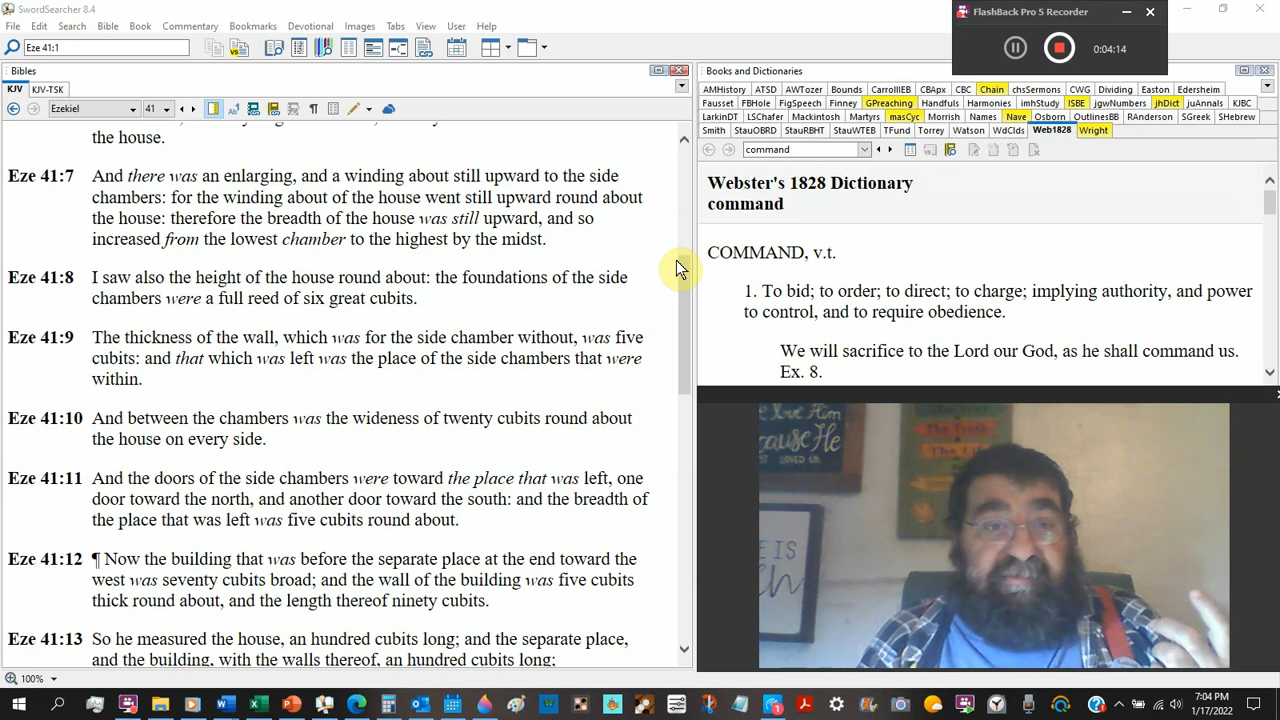 SwordSearcher 8.4
File Edit Search Bible Book Commentary Bookmarks Devotional Images Tabs View User Help
Eze 41:1
VS
FlashBack Pro 5 Recorder
0:04:14
Bibles
KJV KJV-TSK
Ezekiel 41
the house.
Eze 41:7 And there was an enlarging, and a winding about still upward to the side
chambers: for the winding about of the house went still upward round about
the house: therefore the breadth of the house was still upward, and so
increased from the lowest chamber to the highest by the midst.
Eze 41:8 I saw also the height of the house round about: the foundations of the side
chambers were a full reed of six great cubits.
Eze 41:9 The thickness of the wall, which was for the side chamber without, was five
cubits: and that which was left was the place of the side chambers that were
within.
Eze 41:10 And between the chambers was the wideness of twenty cubits round about
the house on every side.
Eze 41:11 And the doors of the side chambers were toward the place that was left, one
door toward the north, and another door toward the south: and the breadth of
the place that was left was five cubits round about.
Eze 41:12 ¶ Now the building that was before the separate place at the end toward the
west was seventy cubits broad; and the wall of the building was five cubits
thick round about, and the length thereof ninety cubits.
Eze 41:13 So he measured the house, an hundred cubits long; and the separate place,
and the building, with the walls thereof, an hundred cubits long;
100%
Books and Dictionaries
AMHistory ATSD AWTozer Bounds CarrollEB CBApx CBC Chain chsSermons CWG Dividing Easton Edersheim
Fausset FBHole FigSpeech Finney GPreaching Handfuls Harmonies imhStudy ISBE jgwNumbers jhDict juAnnals KJBC
LarkinDT LSChafer Mackintosh Martyrs masCyc Morrish Names Nave Osborn OutlinesBB RAnderson SGreek SHebrew
Smith StauOBRD StauRBHT StauWTEB TFund Torrey Watson WdClds Web1828 Wright
command
Webster's 1828 Dictionary
command
COMMAND, v.t.
1. To bid; to order; to direct; to charge; implying authority, and power
to control, and to require obedience.
We will sacrifice to the Lord our God, as he shall command us.
Ex. 8.
We love Him
Because He
LOVED US.
The Truth
The Life
E IS
7:04 PM
1/17/2022